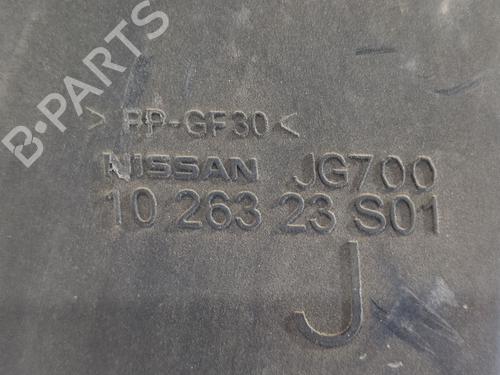 B-PARTS
>PP-GF30<
NISSAN JG700
10 263 23 S01
J